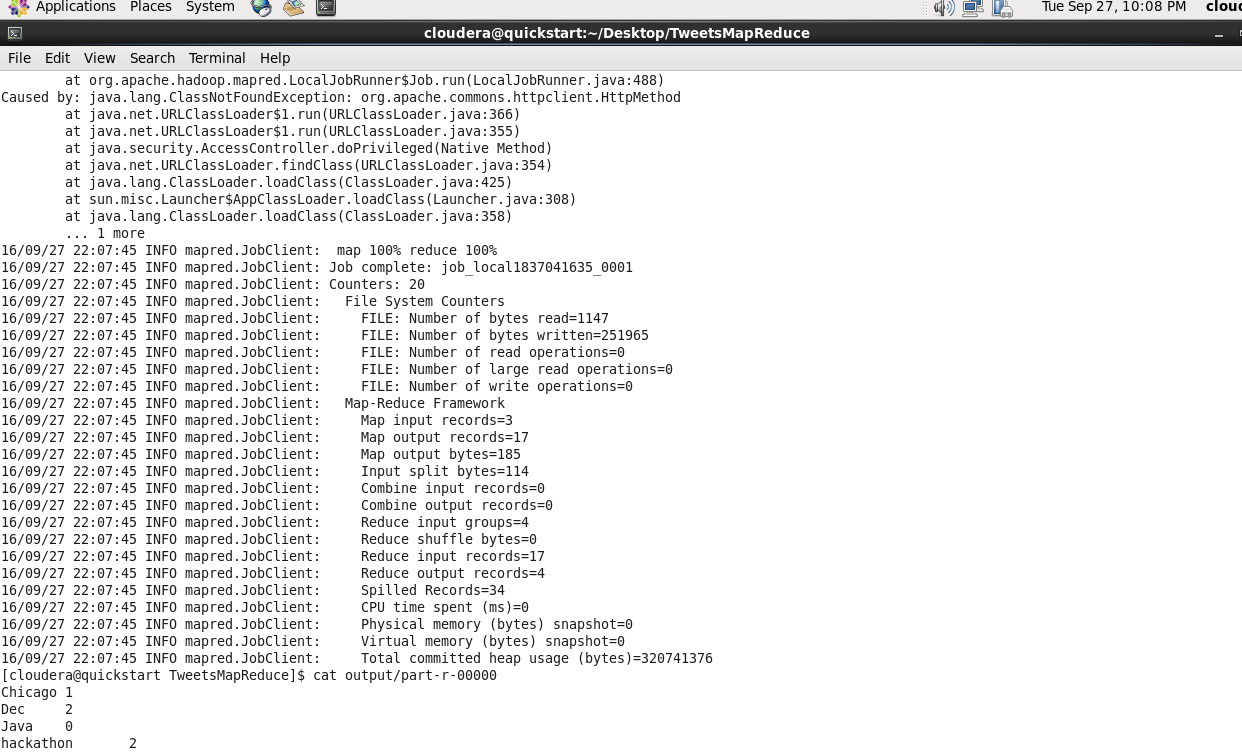 Applications Places System Tue Sep 27, 10:08 PM clou
cloudera@quickstart:~/Desktop/TweetsMapReduce
File Edit View Search Terminal Help
at org.apache.hadoop.mapred.LocalJobRunner$Job.run(LocalJobRunner.java:488)
Caused by: java.lang.ClassNotFoundException: org.apache.commons.httpclient.HttpMethod
at java.net.URLClassLoader$1.run(URLClassLoader.java:366)
at java.net.URLClassLoader$1.run(URLClassLoader.java:355)
at java.security.AccessController.doPrivileged(Native Method)
at java.net.URLClassLoader.findClass(URLClassLoader.java:354)
at java.lang.ClassLoader.loadClass(ClassLoader.java:425)
at sun.misc.Launcher$AppClassLoader.loadClass(Launcher.java:308)
at java.lang.ClassLoader.loadClass(ClassLoader.java:358)
... 1 more
16/09/27 22:07:45 INFO mapred.JobClient: map 100% reduce 100%
16/09/27 22:07:45 INFO mapred.JobClient: Job complete: job_local1837041635_0001
16/09/27 22:07:45 INFO mapred.JobClient: Counters: 20
16/09/27 22:07:45 INFO mapred.JobClient: File System Counters
16/09/27 22:07:45 INFO mapred.JobClient: FILE: Number of bytes read=1147
16/09/27 22:07:45 INFO mapred.JobClient: FILE: Number of bytes written=251965
16/09/27 22:07:45 INFO mapred.JobClient: FILE: Number of read operations=0
16/09/27 22:07:45 INFO mapred.JobClient: FILE: Number of large read operations=0
16/09/27 22:07:45 INFO mapred.JobClient: FILE: Number of write operations=0
16/09/27 22:07:45 INFO mapred.JobClient: Map-Reduce Framework
16/09/27 22:07:45 INFO mapred.JobClient: Map input records=3
16/09/27 22:07:45 INFO mapred.JobClient: Map output records=17
16/09/27 22:07:45 INFO mapred.JobClient: Map output bytes=185
16/09/27 22:07:45 INFO mapred.JobClient: Input split bytes=114
16/09/27 22:07:45 INFO mapred.JobClient: Combine input records=0
16/09/27 22:07:45 INFO mapred.JobClient: Combine output records=0
16/09/27 22:07:45 INFO mapred.JobClient: Reduce input groups=4
16/09/27 22:07:45 INFO mapred.JobClient: Reduce shuffle bytes=0
16/09/27 22:07:45 INFO mapred.JobClient: Reduce input records=17
16/09/27 22:07:45 INFO mapred.JobClient: Reduce output records=4
16/09/27 22:07:45 INFO mapred.JobClient: Spilled Records=34
16/09/27 22:07:45 INFO mapred.JobClient: CPU time spent (ms)=0
16/09/27 22:07:45 INFO mapred.JobClient: Physical memory (bytes) snapshot=0
16/09/27 22:07:45 INFO mapred.JobClient: Virtual memory (bytes) snapshot=0
16/09/27 22:07:45 INFO mapred.JobClient: Total committed heap usage (bytes)=320741376
[cloudera@quickstart TweetsMapReduce]$ cat output/part-r-00000
Chicago 1
Dec 2
Java 0
hackathon 2